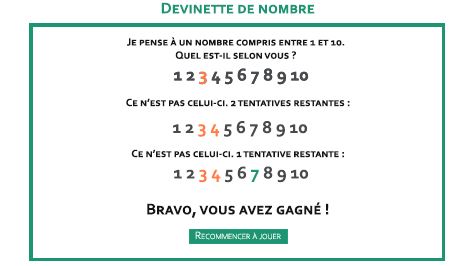 Devinette de nombre
Je pense à un nombre compris entre 1 et 10.
Quel est-il selon vous ?
1 2 3 4 5 6 7 8 9 10
Ce n'est pas celui-ci. 2 tentatives restantes :
1 2 3 4 5 6 7 8 9 10
Ce n'est pas celui-ci. 1 tentative restante :
1 2 3 4 5 6 7 8 9 10
Bravo, vous avez gagné !
Recommencer à jouer